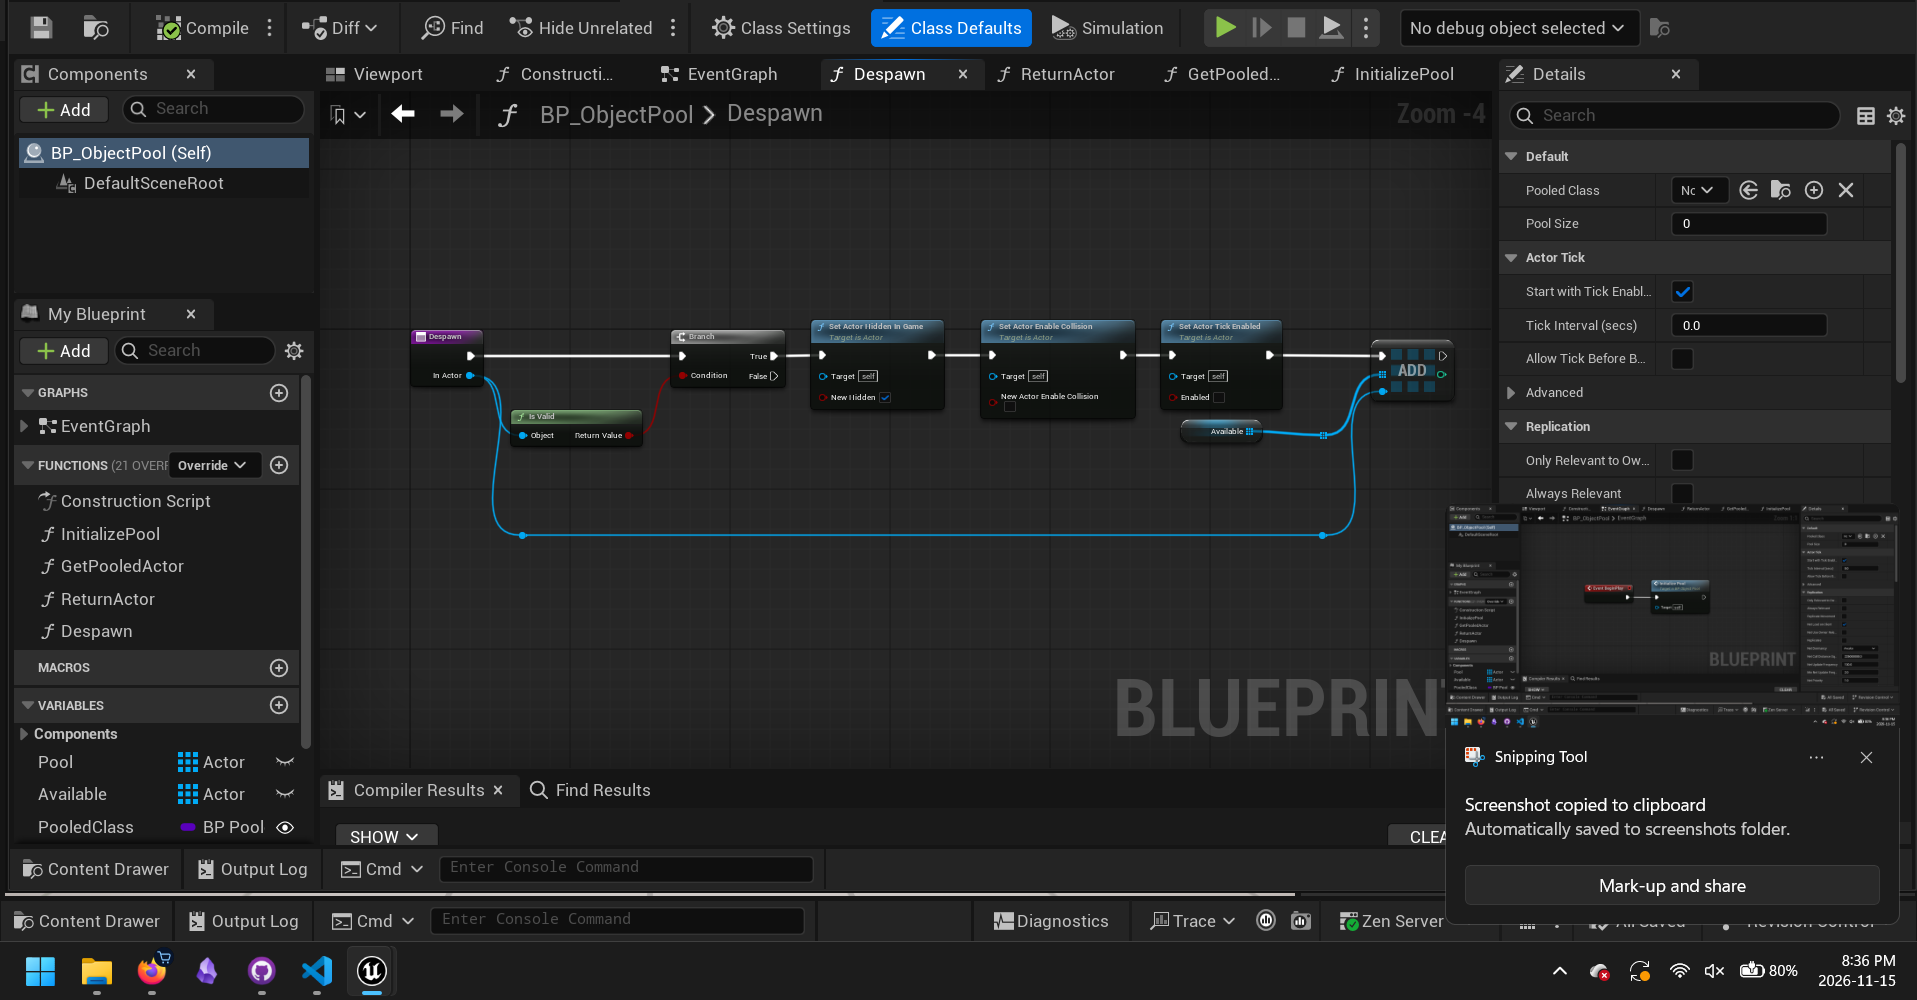 Compile
Diff
Find
Hide Unrelated
Class Settings
Class Defaults
Simulation
No debug object selected
Components
Viewport
Constructi...
EventGraph
Despawn
ReturnActor
GetPooled...
InitializePool
Details
Add
Search
BP_ObjectPool
Despawn
Zoom -4
Search
BP_ObjectPool (Self)
DefaultSceneRoot
Default
Pooled Class
Nc
Pool Size
0
Actor Tick
Start with Tick Enabl...
Tick Interval (secs)
0.0
Allow Tick Before B...
Advanced
Replication
Only Relevant to Ow...
Always Relevant
My Blueprint
Add
Search
GRAPHS
EventGraph
FUNCTIONS (21 OVERF
Override
Construction Script
InitializePool
GetPooledActor
ReturnActor
Despawn
MACROS
VARIABLES
Components
Pool
Actor
Available
Actor
PooledClass
BP Pool
Despawn
In Actor
Is Valid
Object
Return Value
Branch
True
Condition
False
Set Actor Hidden In Game
Target is Actor
Target
self
New Hidden
Set Actor Enable Collision
Target is Actor
Target
self
New Actor Enable Collision
Set Actor Tick Enabled
Target is Actor
Target
self
Enabled
Available
ADD
BLUEPRINT
Compiler Results
Find Results
SHOW
CLEA
BLUEPRINT
Snipping Tool
Screenshot copied to clipboard
Automatically saved to screenshots folder.
Mark-up and share
Content Drawer
Output Log
Cmd
Enter Console Command
Content Drawer
Output Log
Cmd
Enter Console Command
Diagnostics
Trace
Zen Server
80%
8:36 PM
2026-11-15